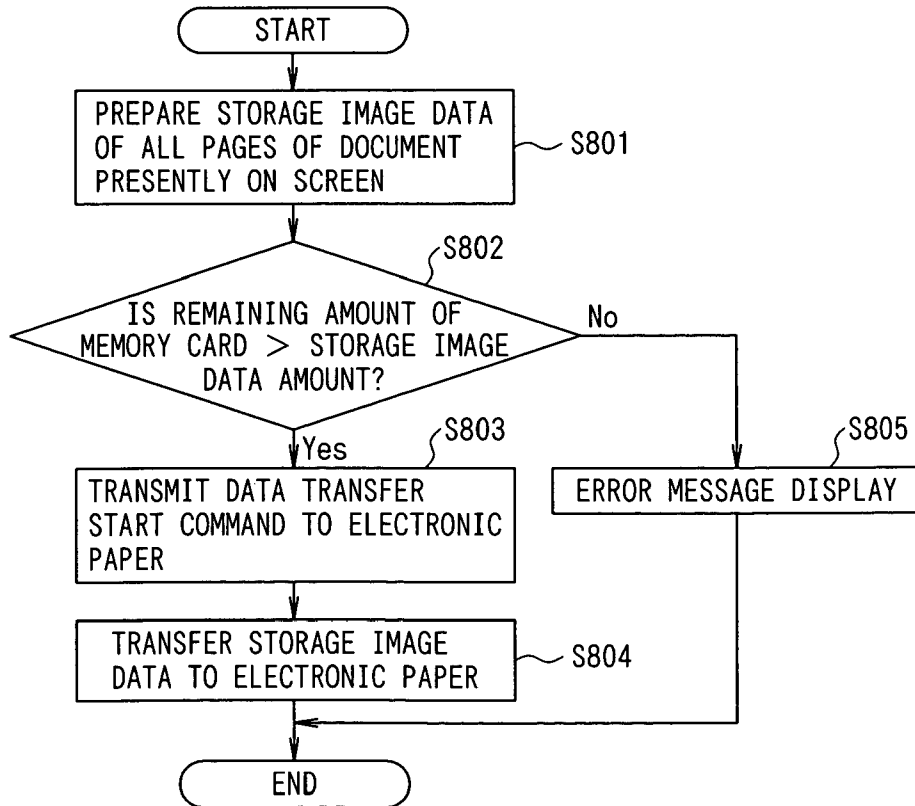 START
PREPARE STORAGE IMAGE DATA
OF ALL PAGES OF DOCUMENT
PRESENTLY ON SCREEN
S801
S802
IS REMAINING AMOUNT OF
MEMORY CARD > STORAGE IMAGE
DATA AMOUNT?
No
Yes
S803
TRANSMIT DATA TRANSFER
START COMMAND TO ELECTRONIC
PAPER
S805
ERROR MESSAGE DISPLAY
TRANSFER STORAGE IMAGE
DATA TO ELECTRONIC PAPER
S804
END